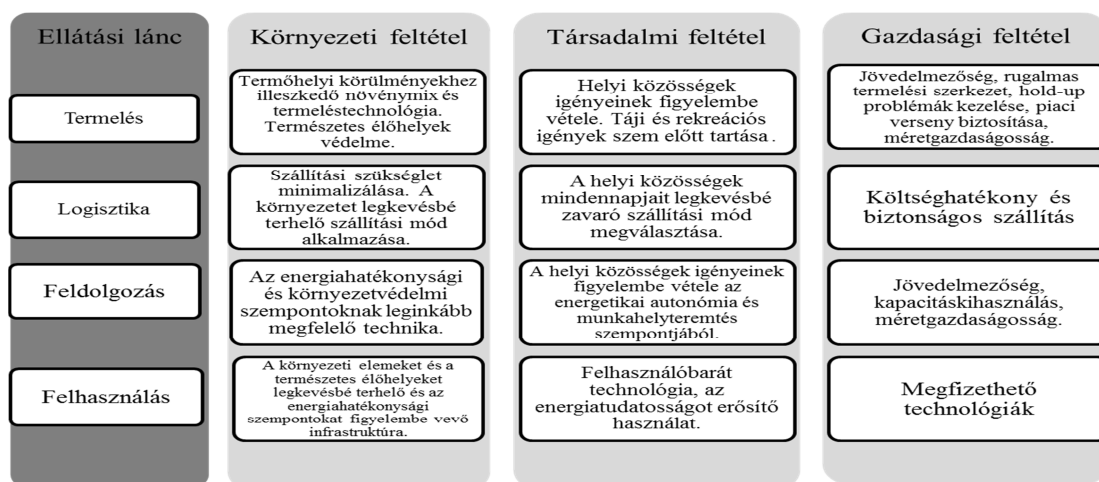 Ellátási lánc
Környezeti feltétel
Társadalmi feltétel
Gazdasági feltétel
Termelés
Termőhelyi körülményekhez
illeszkedő növénymix és
termeléstechnológia.
Természetes élőhelyek
védelme.
Helyi közösségek
igényeinek figyelembe
vétele. Táji és rekreációs
igények szem előtt tartása .
Jövedelmezőség, rugalmas
termelési szerkezet, hold-up
problémák kezelése, piaci
verseny biztosítása,
méretgazdaságosság.
Logisztika
Szállítási szükséglet
minimalizálása. A
környezetet legkevésbé
terhelő szállítási mód
alkalmazása.
A helyi közösségek
mindennapjait legkevésbé
zavaró szállítási mód
megválasztása.
Költséghatékony és
biztonságos szállítás
Feldolgozás
Az energiahatékonysági
és környezetvédelmi
szempontoknak leginkább
megfelelő technika.
A helyi közösségek igényeinek
figyelembe vétele az
energetikai autonómia és
munkahelyteremtés
szempontjából.
Jövedelmezőség,
kapacitáskihasználás,
méretgazdaságosság.
Felhasználás
A környezeti elemeket és a
természetes élőhelyeket
legkevésbé terhelő és az
energiahatékonysági
szempontokat figyelembe vevő
infrastruktúra.
Felhasználóbarát
technológia, az
energiatudatosságot erősítő
használat.
Megfizethető
technológiák